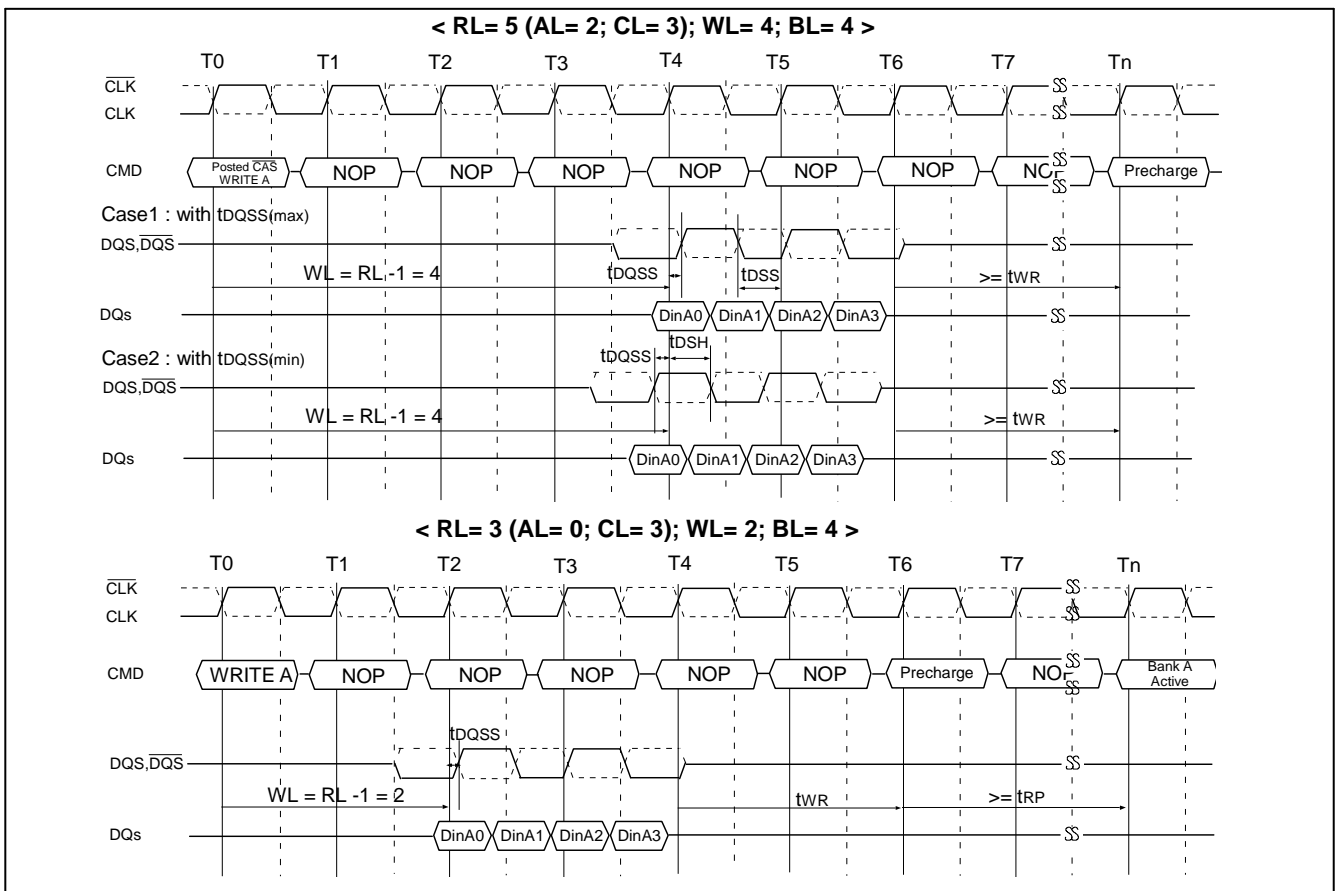 < RL= 5 (AL= 2; CL= 3); WL= 4; BL= 4 >
T0 T1 T2 T3 T4 T5 T6 T7 Tn
CLK
CLK
CMD Posted CAS WRITE A NOP NOP NOP NOP NOP NOP NOP Precharge
Case1 : with tDQSS(max)
DQS,DQS
WL = RL -1 = 4 tDQSS tDSS >= tWR
DQs DinA0 DinA1 DinA2 DinA3
Case2 : with tDQSS(min) tDQSS tDSH
DQS,DQS
WL = RL -1 = 4 >= tWR
DQs DinA0 DinA1 DinA2 DinA3
< RL= 3 (AL= 0; CL= 3); WL= 2; BL= 4 >
T0 T1 T2 T3 T4 T5 T6 T7 Tn
CLK
CLK
CMD WRITE A NOP NOP NOP NOP NOP Precharge NOP Bank A Active
tDQSS
DQS,DQS
WL = RL -1 = 2 tWR >= tRP
DQs DinA0 DinA1 DinA2 DinA3